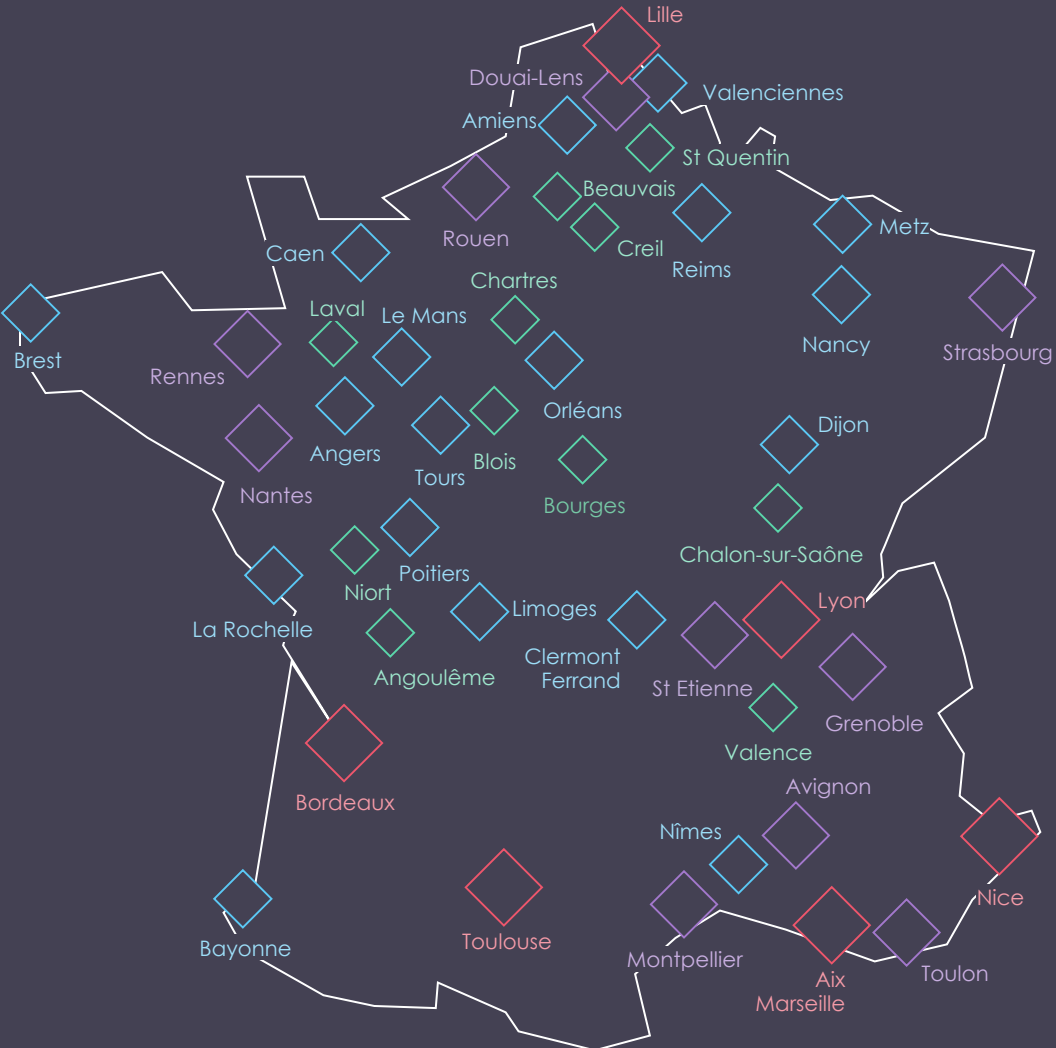 Lille
Douai-Lens
Valenciennes
Amiens
St Quentin
Beauvais
Rouen
Creil
Reims
Metz
Caen
Chartres
Laval
Le Mans
Nancy
Strasbourg
Brest
Rennes
Orléans
Dijon
Angers
Blois
Tours
Nantes
Bourges
Chalon-sur-Saône
Poitiers
Niort
Lyon
Limoges
La Rochelle
Clermont
Ferrand
Angoulême
St Etienne
Grenoble
Valence
Avignon
Bordeaux
Nîmes
Nice
Toulouse
Bayonne
Montpellier
Toulon
Aix
Marseille